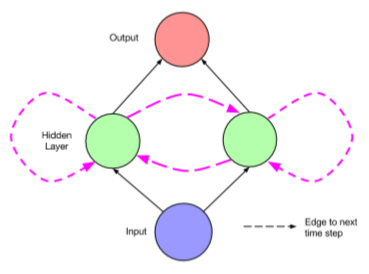 Output
Hidden
Layer
Input
Edge to next
time step